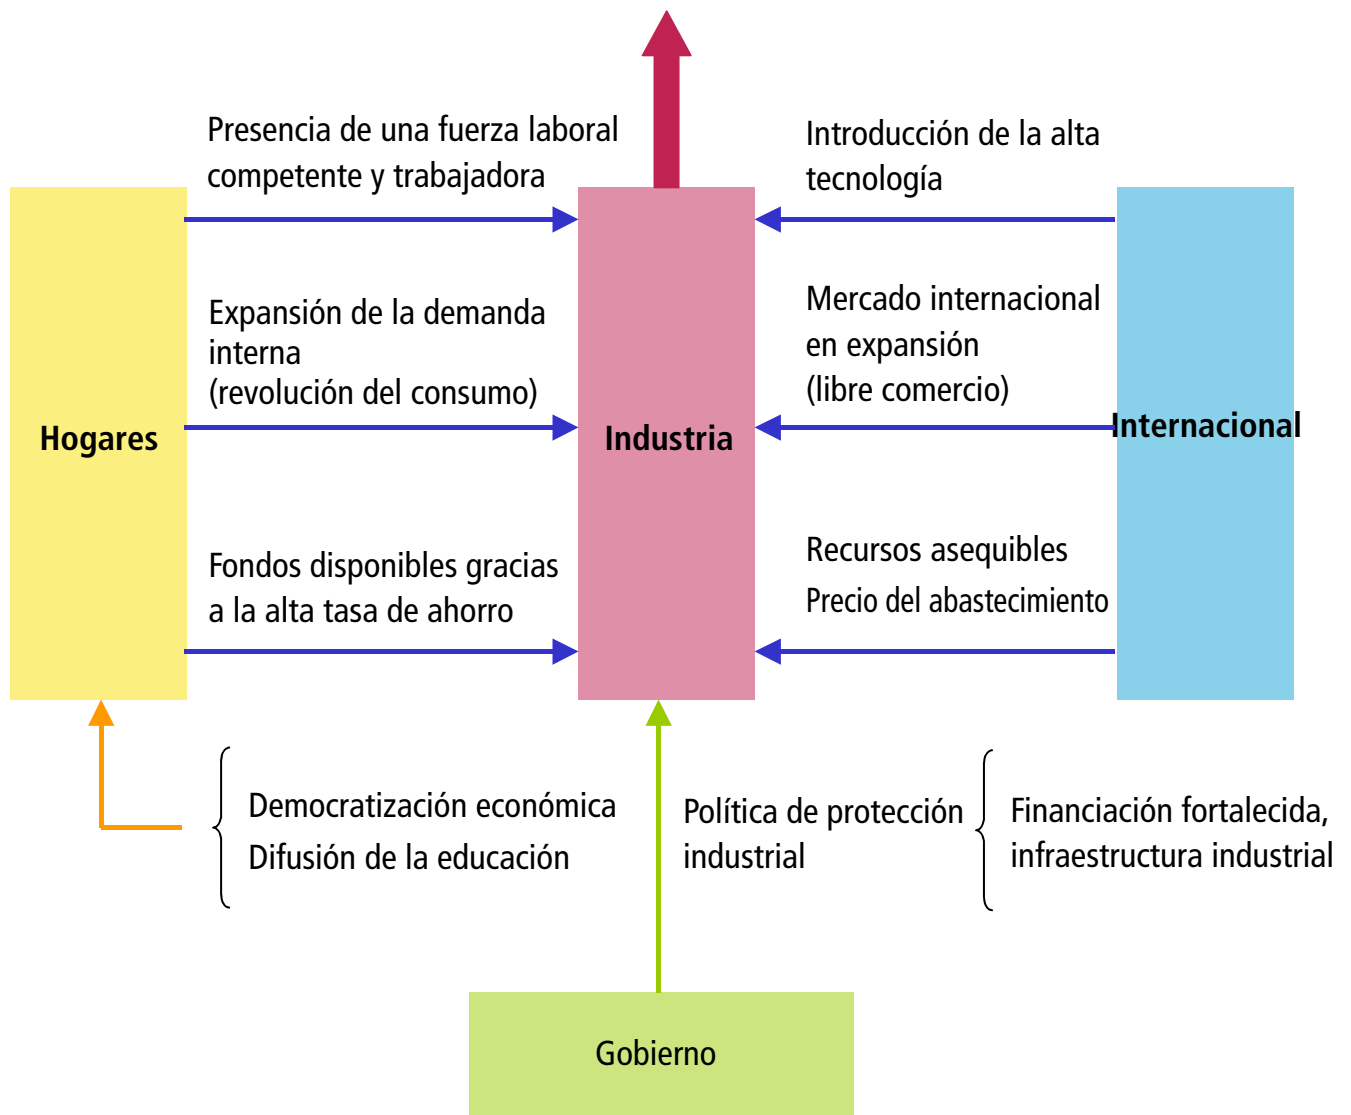 Presencia de una fuerza laboral
competente y trabajadora
Introducción de la alta
tecnología
Expansión de la demanda
interna
(revolución del consumo)
Mercado internacional
en expansión
(libre comercio)
Hogares
Industria
Internacional
Fondos disponibles gracias
a la alta tasa de ahorro
Recursos asequibles
Precio del abastecimiento
Democratización económica
Difusión de la educación
Política de protección
industrial
Financiación fortalecida,
infraestructura industrial
Gobierno